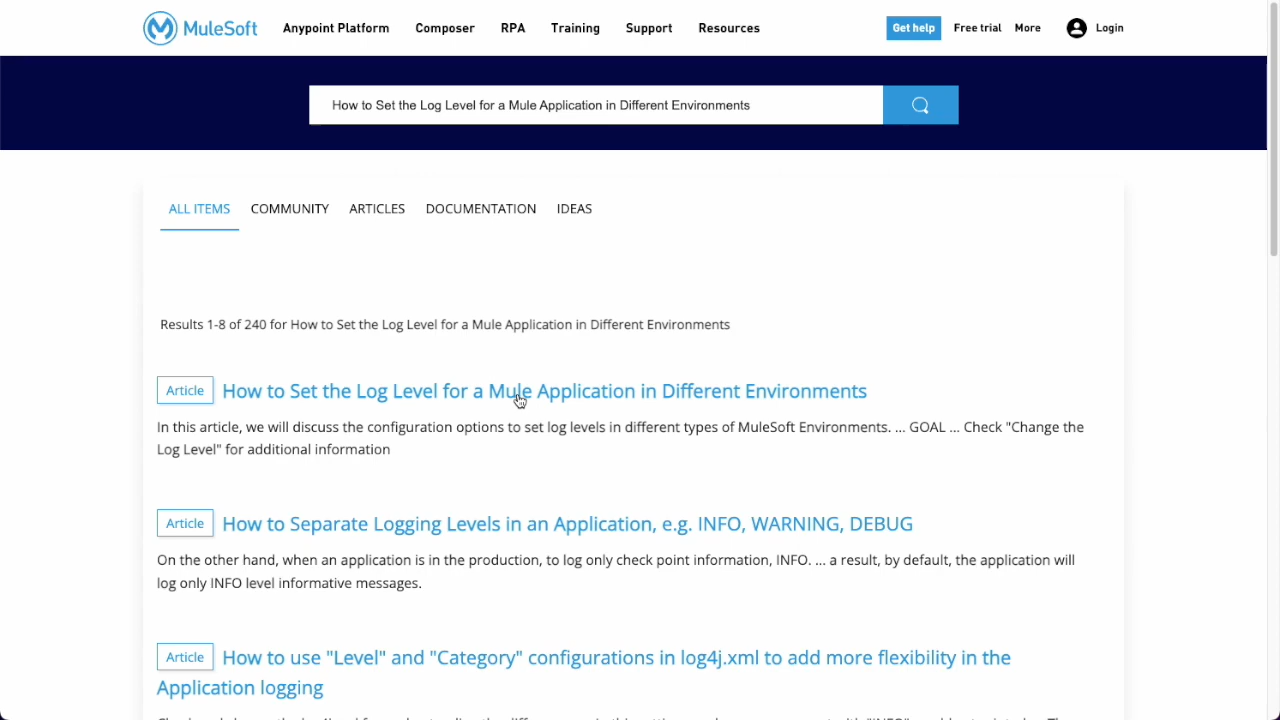 MuleSoft Anypoint Platform Composer RPA Training Support Resources Get help Free trial More Login
How to Set the Log Level for a Mule Application in Different Environments
ALL ITEMS COMMUNITY ARTICLES DOCUMENTATION IDEAS
Results 1-8 of 240 for How to Set the Log Level for a Mule Application in Different Environments
Article How to Set the Log Level for a Mule Application in Different Environments
In this article, we will discuss the configuration options to set log levels in different types of MuleSoft Environments. ... GOAL ... Check "Change the
Log Level" for additional information
Article How to Separate Logging Levels in an Application, e.g. INFO, WARNING, DEBUG
On the other hand, when an application is in the production, to log only check point information, INFO. ... a result, by default, the application will
log only INFO level informative messages.
Article How to use "Level" and "Category" configurations in log4j.xml to add more flexibility in the
Application logging